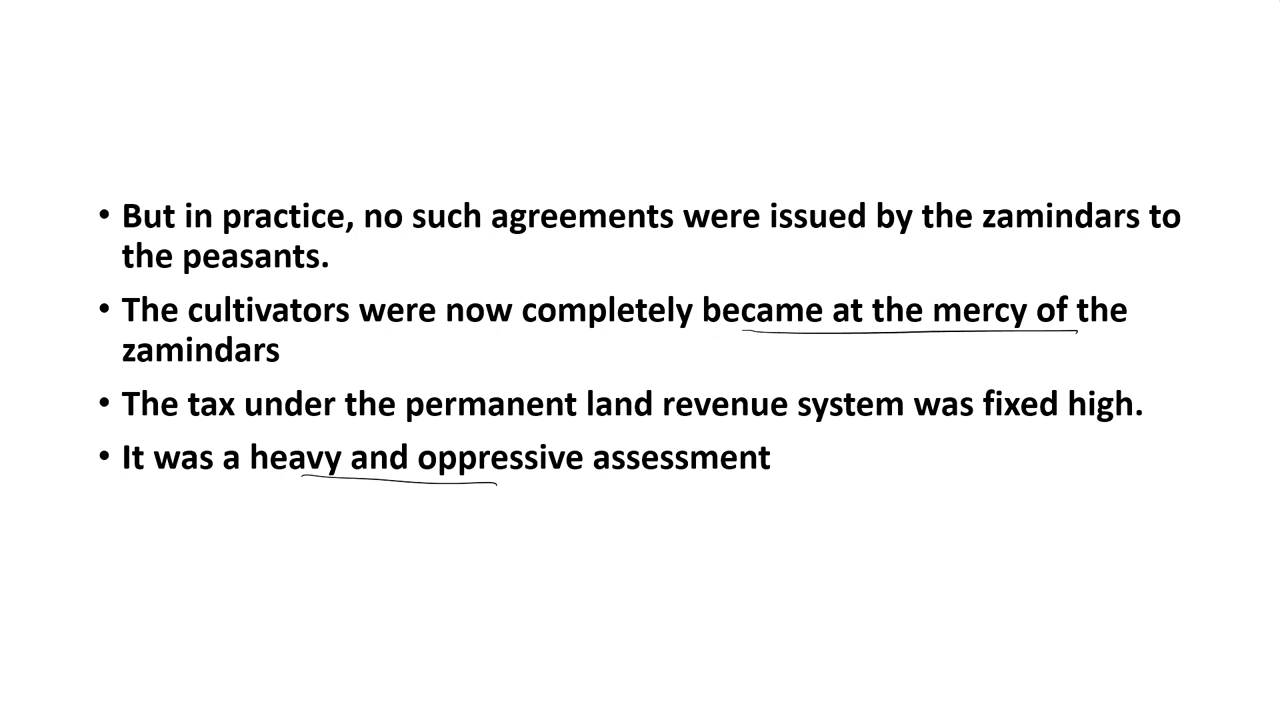 • But in practice, no such agreements were issued by the zamindars to
the peasants.
• The cultivators were now completely became at the mercy of the
zamindars
• The tax under the permanent land revenue system was fixed high.
• It was a heavy and oppressive assessment